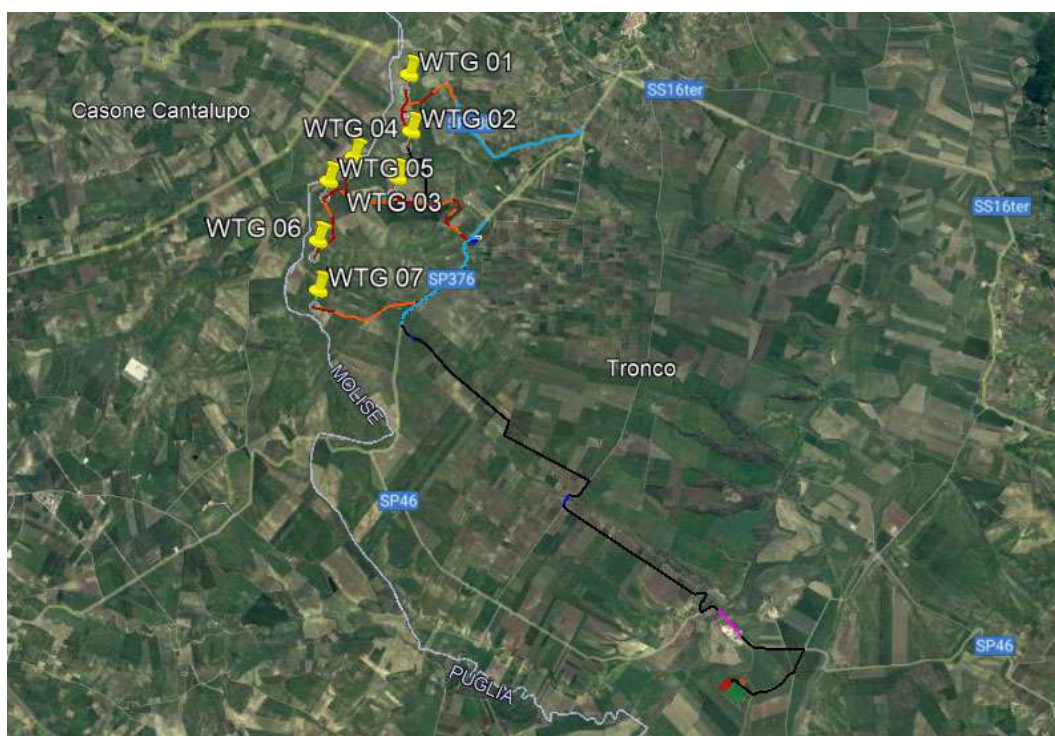 WTG 01
SS16ter
Casone Cantalupo
WTG 02
WTG 04
WTG 05
WTG 03
SS16ter
WTG 06
WTG 07
SP376
Tronco
MOLISE
SP46
SP46
PUGLIA